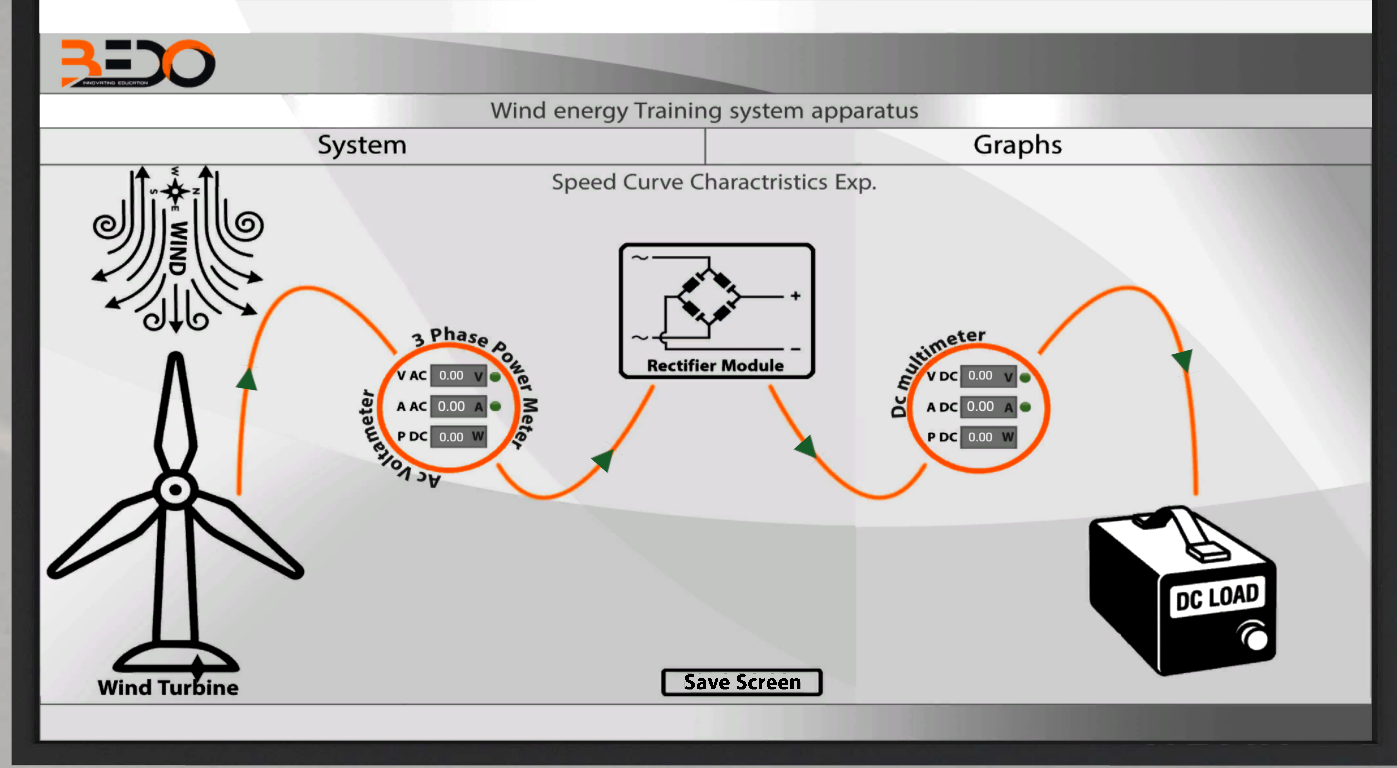 BEDO
INNOVATING EDUCATION
Wind energy Training system apparatus
System
Graphs
Speed Curve Charactristics Exp.
W
S
N
E
WIND
3 Phase Power Meter
V AC 0.00 V
A AC 0.00 A
P DC 0.00 W
Ac Voltameter
+
−
Rectifier Module
Dc multimeter
V DC 0.00 V
A DC 0.00 A
P DC 0.00 W
DC LOAD
Wind Turbine
Save Screen